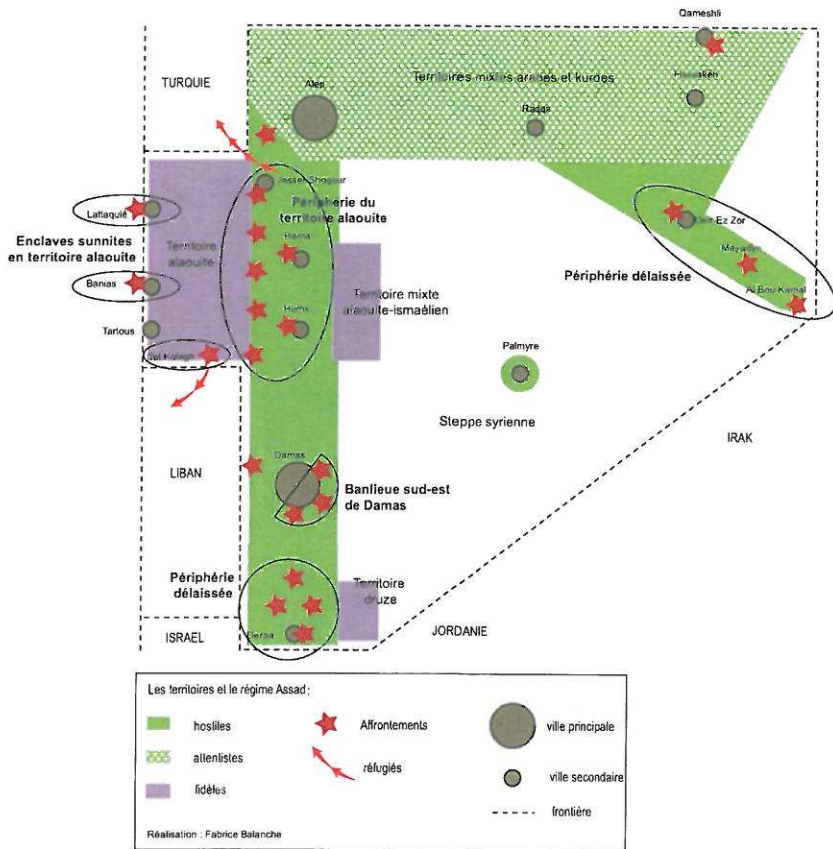 Qameshli
TURQUIE
Alep
Territoires mixtes arabes et kurdes
Hassakeh
Raqqa
Jesser Shogour
Périphérie du
territoire alaouite
Lattaquié
Enclaves sunnites
en territoire alaouite
Territoire
alaouite
Hama
Deir Ez Zor
Mayadin
Périphérie délaissée
Al Bou Kamal
Banias
Territoire mixte
alaouite-ismaélien
Tartous
Homs
Tel Kalagh
Palmyre
Steppe syrienne
IRAK
LIBAN
Damas
Banlieue sud-est
de Damas
Périphérie
délaissée
Territoire
druze
Deraa
ISRAEL
JORDANIE
Les territoires et le régime Assad :
hostiles
attentistes
fidèles
Affrontements
réfugiés
ville principale
ville secondaire
frontière
Réalisation : Fabrice Balanche